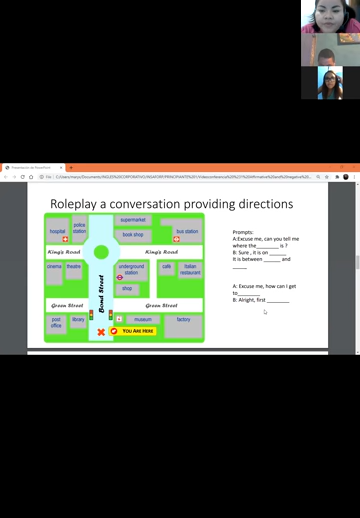 Roleplay a conversation providing directions
hospital
police
station
supermarket
book shop
bus station
King's Road
King's Road
cinema
theatre
underground
station
shop
café
Italian
restaurant
Bond Street
Green Street
Green Street
post
office
library
YOU ARE HERE
museum
factory
Prompts:
A:Excuse me, can you tell me
where the________ is ?
B: Sure , it is on ______
It is between ______ and
_____
A: Excuse me, how can I get
to________
B: Alright, first ________